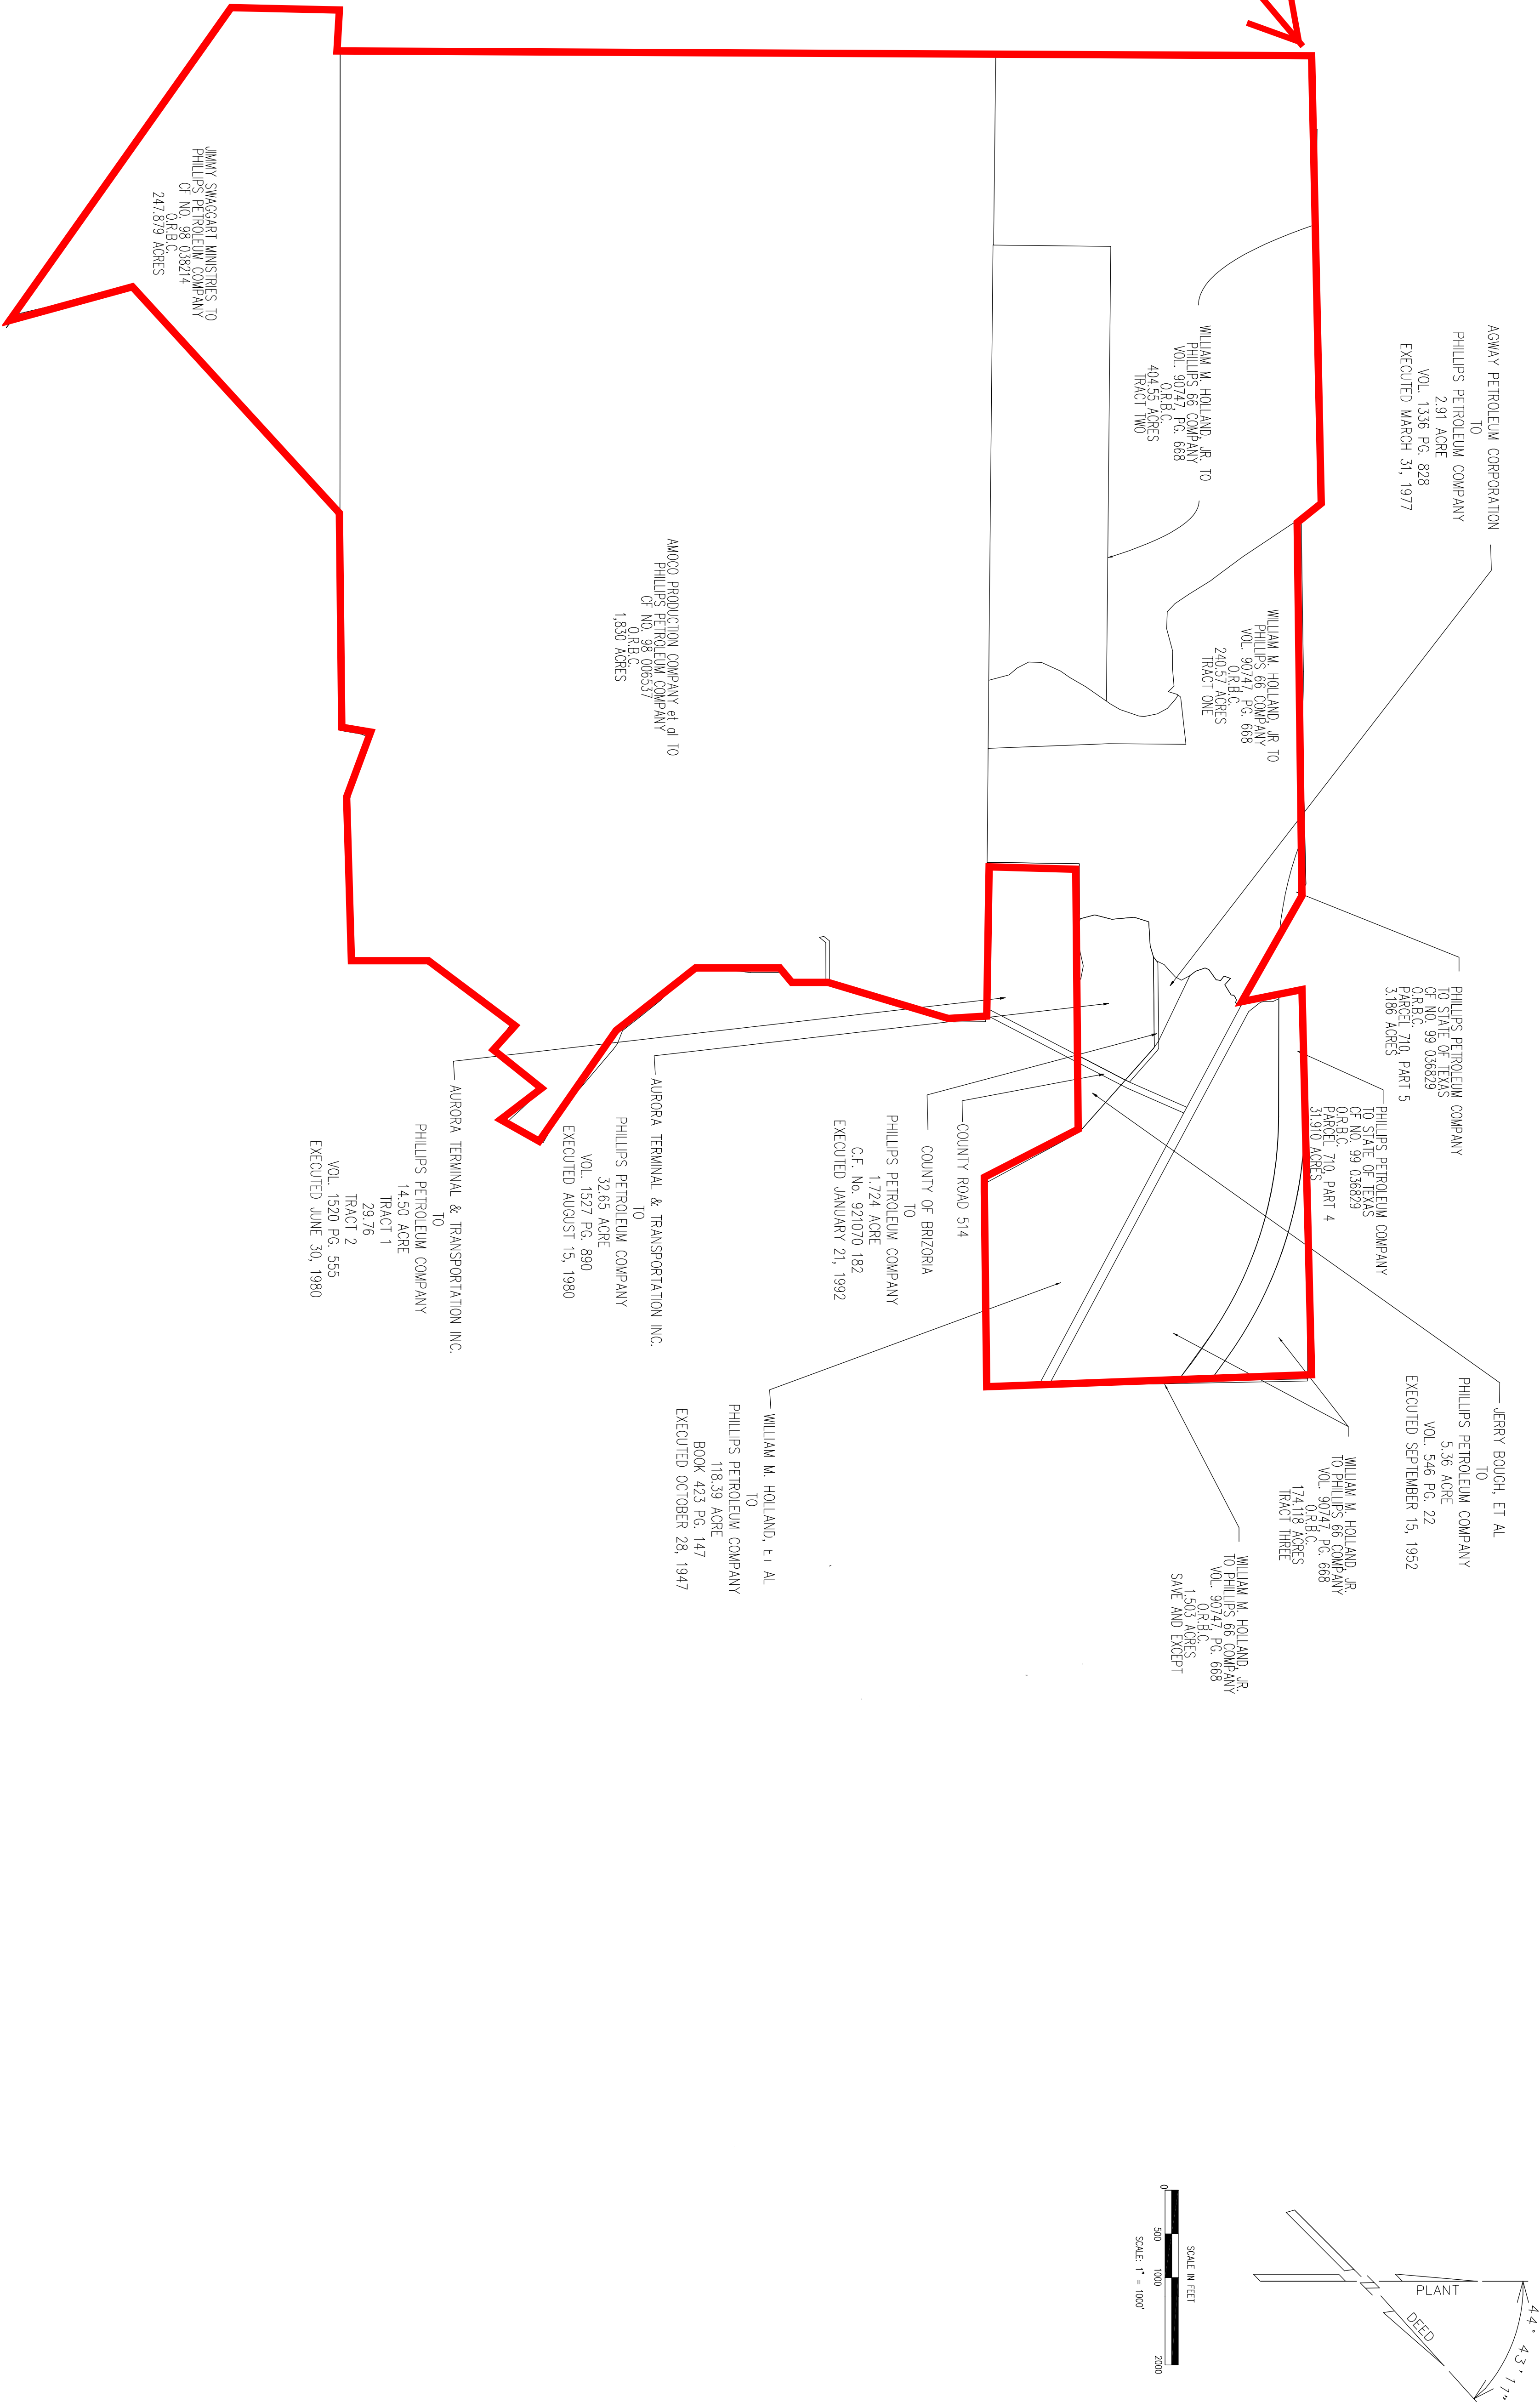 AGWAY PETROLEUM CORPORATION
TO
PHILLIPS PETROLEUM COMPANY
2.91 ACRE
VOL. 1336 PG. 828
EXECUTED MARCH 31, 1977
WILLIAM M. HOLLAND, JR. TO
PHILLIPS 66 COMPANY
VOL. 90747, PG. 668
O.R.B.C.
404.55 ACRES
TRACT TWO
WILLIAM M. HOLLAND, JR TO
PHILLIPS 66 COMPANY
VOL. 90747, PG. 668
O.R.B.C.
240.57 ACRES
TRACT ONE
AMOCO PRODUCTION COMPANY et al TO
PHILLIPS PETROLEUM COMPANY
CF NO. 98 006537
O.R.B.C.
1,830 ACRES
JIMMY SWAGGART MINISTRIES TO
PHILLIPS PETROLEUM COMPANY
CF NO. 98 038214
O.R.B.C.
247.879 ACRES
PHILLIPS PETROLEUM COMPANY
TO STATE OF TEXAS
CF NO. 99 036829
O.R.B.C.
PARCEL 710, PART 5
3.186 ACRES
PHILLIPS PETROLEUM COMPANY
TO STATE OF TEXAS
CF NO. 99 036829
O.R.B.C.
PARCEL 710, PART 4
31.910 ACRES
COUNTY ROAD 514
COUNTY OF BRIZORIA
TO
PHILLIPS PETROLEUM COMPANY
1.724 ACRE
C.F. No. 921070 182
EXECUTED JANUARY 21, 1992
AURORA TERMINAL & TRANSPORTATION INC.
TO
PHILLIPS PETROLEUM COMPANY
32.65 ACRE
VOL. 1527 PG. 890
EXECUTED AUGUST 15, 1980
AURORA TERMINAL & TRANSPORTATION INC.
TO
PHILLIPS PETROLEUM COMPANY
14.50 ACRE
TRACT 1
29.76
TRACT 2
VOL. 1520 PG. 555
EXECUTED JUNE 30, 1980
JERRY BOUGH, ET AL
TO
PHILLIPS PETROLEUM COMPANY
5.36 ACRE
VOL. 546 PG. 22
EXECUTED SEPTEMBER 15, 1952
WILLIAM M. HOLLAND, JR.
TO PHILLIPS 66 COMPANY
VOL. 90747, PG. 668
O.R.B.C.
174.118 ACRES
TRACT THREE
WILLIAM M. HOLLAND, JR.
TO PHILLIPS 66 COMPANY
VOL. 90747, PG. 668
O.R.B.C.
1.503 ACRES
SAVE AND EXCEPT
WILLIAM M. HOLLAND, ET AL
TO
PHILLIPS PETROLEUM COMPANY
118.39 ACRE
BOOK 423 PG. 147
EXECUTED OCTOBER 28, 1947
44° 43' 17"
PLANT
DEED
SCALE IN FEET
0 500 1000 2000
SCALE: 1" = 1000'